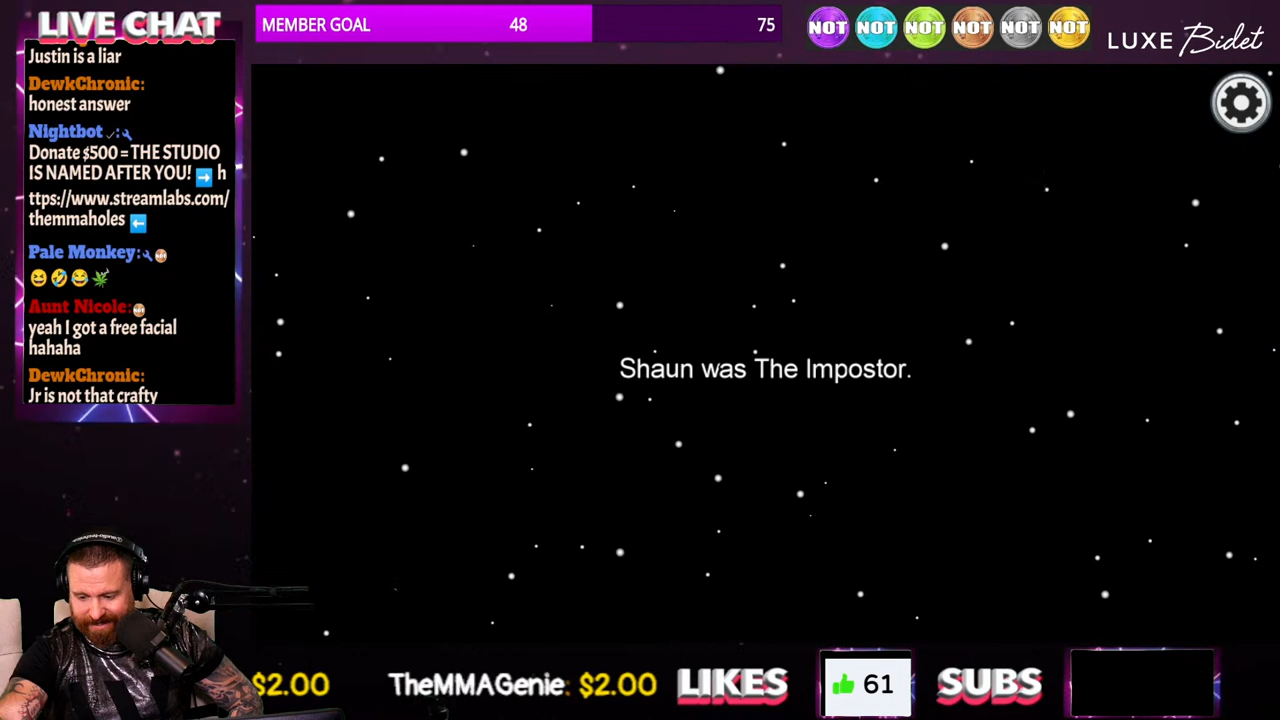 LIVE CHAT
Justin is a liar
DewkChronic:
honest answer
Nightbot ✓:
Donate $500 = THE STUDIO
IS NAMED AFTER YOU! ➡️ h
ttps://www.streamlabs.com/
themmaholes ⬅️
Pale Monkey:
😆 🤣 😂 🌿
Aunt Nicole:
yeah I got a free facial
hahaha
DewkChronic:
Jr is not that crafty
MEMBER GOAL 48 75
NOT NOT NOT NOT NOT NOT
LUXE Bidet
Shaun was The Impostor.
$2.00 TheMMAGenie: $2.00
LIKES 61 SUBS